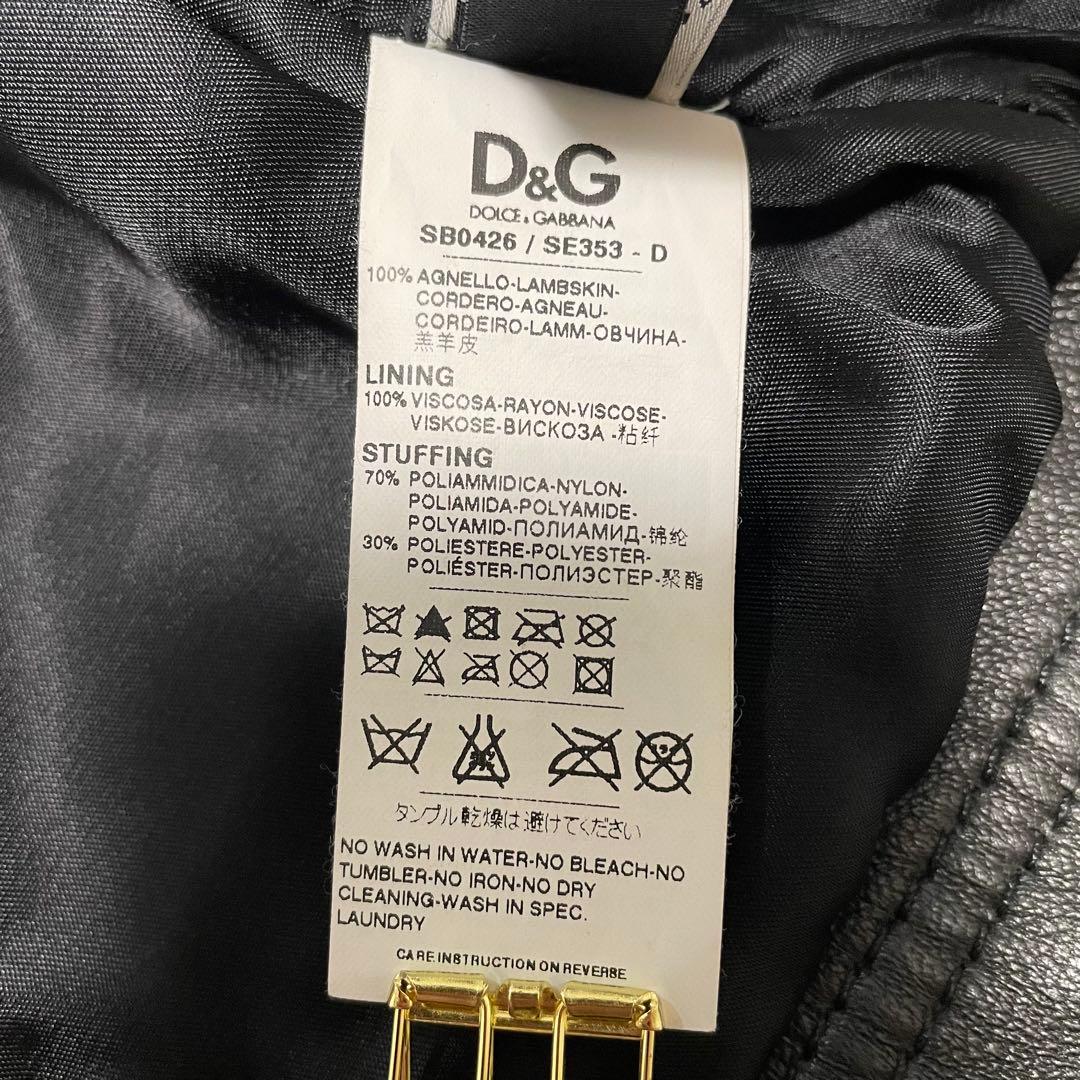 D&G
DOLCE & GABBANA
SB0426 / SE353 - D
100% AGNELLO-LAMBSKIN-
CORDERO-AGNEAU-
CORDEIRO-LAMM-ОВЧИНА-
羔羊皮
LINING
100% VISCOSA-RAYON-VISCOSE-
VISKOSE-ВИСКОЗА -粘纤
STUFFING
70% POLIAMMIDICA-NYLON-
POLIAMIDA-POLYAMIDE-
POLYAMID-ПОЛИАМИД-锦纶
30% POLIESTERE-POLYESTER-
POLIÉSTER-ПОЛИЭСТЕР-聚酯
タンブル乾燥は避けてください
NO WASH IN WATER-NO BLEACH-NO
TUMBLER-NO IRON-NO DRY
CLEANING-WASH IN SPEC.
LAUNDRY
CARE INSTRUCTION ON REVERSE